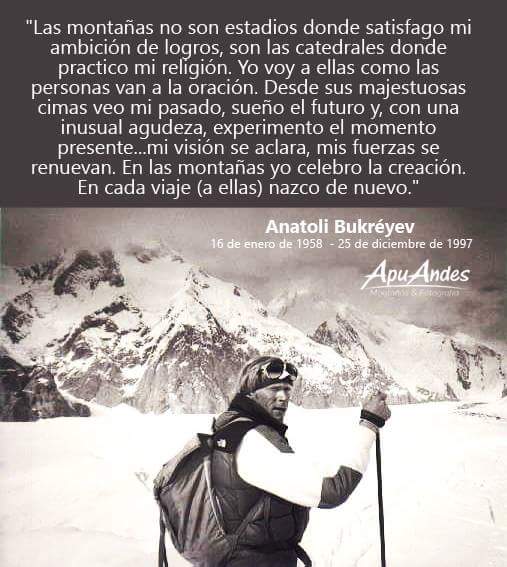 "Las montañas no son estadios donde satisfago mi
ambición de logros, son las catedrales donde
practico mi religión. Yo voy a ellas como las
personas van a la oración. Desde sus majestuosas
cimas veo mi pasado, sueño el futuro y, con una
inusual agudeza, experimento el momento
presente...mi visión se aclara, mis fuerzas se
renuevan. En las montañas yo celebro la creación.
En cada viaje (a ellas) nazco de nuevo."
Anatoli Bukréyev
16 de enero de 1958 - 25 de diciembre de 1997
ApuAndes
Montañas & Fotografía